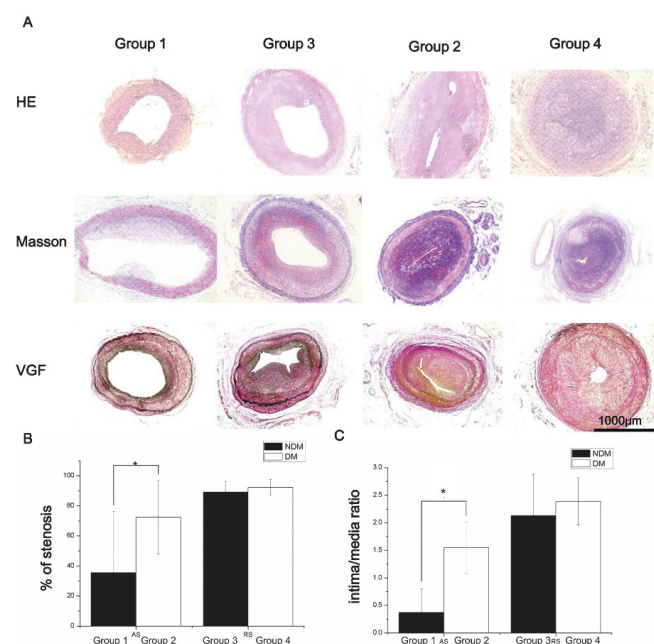 A
Group 1 Group 3 Group 2 Group 4
HE
Masson
VGF
1000μm
B
NDM
DM
*
% of stenosis
100
80
60
40
20
0
Group 1 AS Group 2 Group 3 RS Group 4
C
NDM
DM
*
intima/media ratio
3.0
2.5
2.0
1.5
1.0
0.5
0.0
Group 1 AS Group 2 Group 3RS Group 4